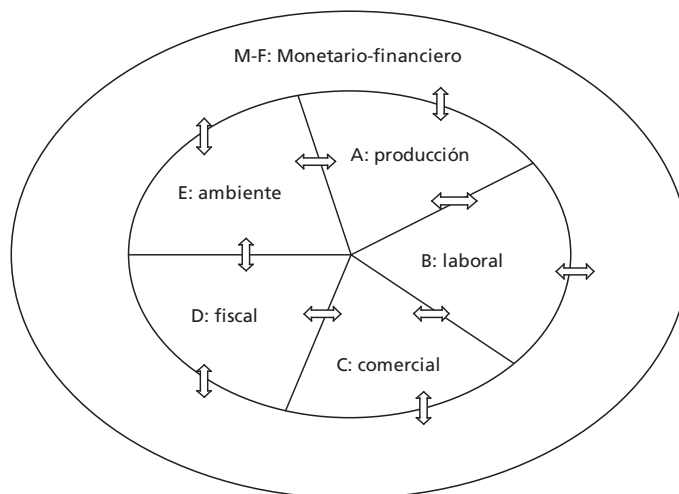 M-F: Monetario-financiero
A: producción
E: ambiente
B: laboral
D: fiscal
C: comercial